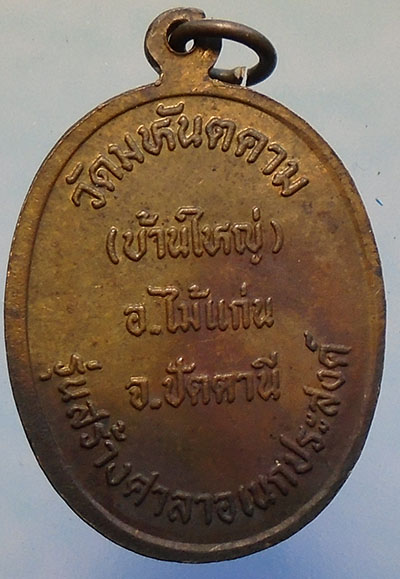 วัดมหันตคาม
(บ้านใหญ่)
อ.ไม้แก่น
จ.ปัตตานี
รุ่นสร้างศาลาอเนกประสงค์